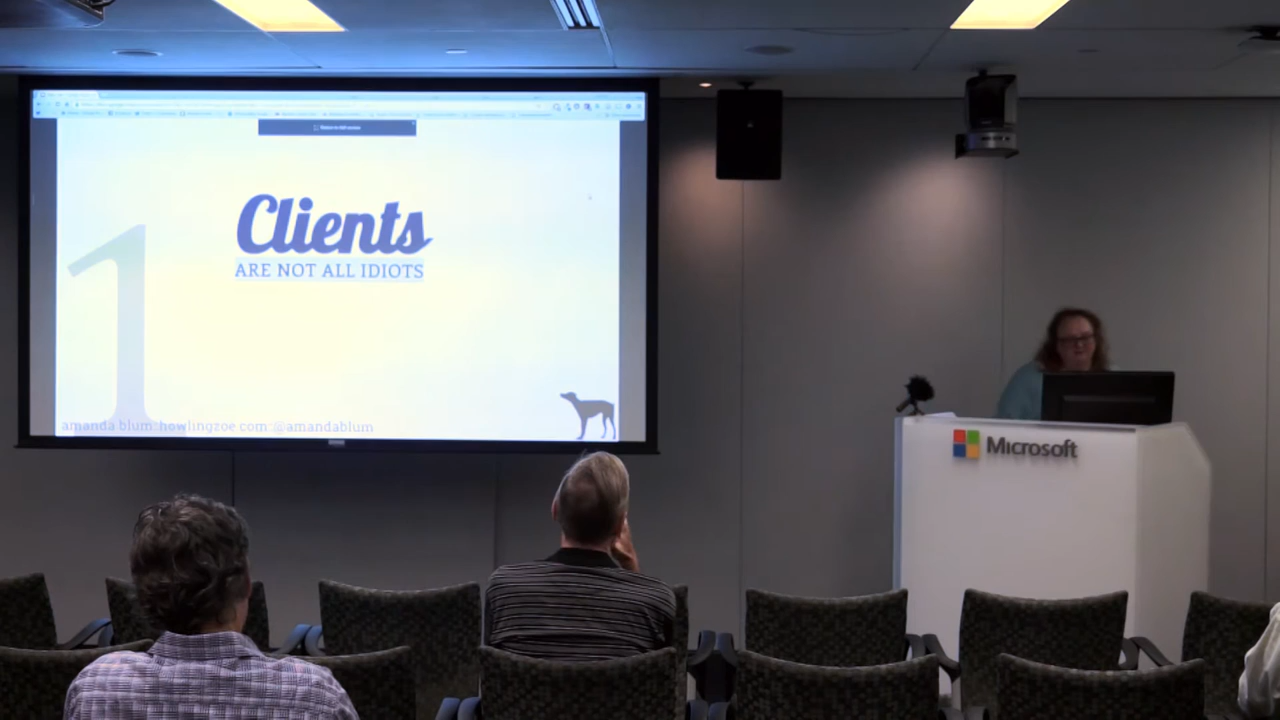 Clients
ARE NOT ALL IDIOTS
1
amanda blum::howlingzoe com::@amandablum
Microsoft